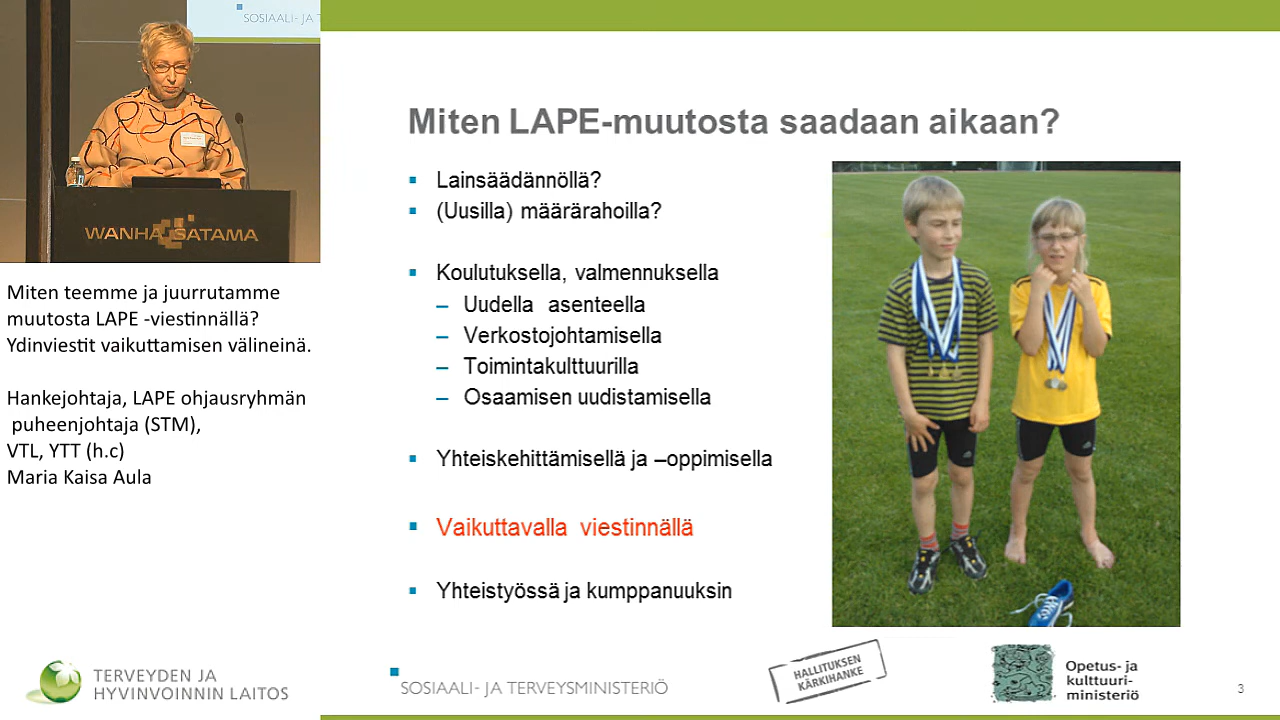 SOSIAALI- JA T
WANHA SATAMA
Miten teemme ja juurrutamme
muutosta LAPE -viestinnällä?
Ydinviestit vaikuttamisen välineinä.
Hankejohtaja, LAPE ohjausryhmän
puheenjohtaja (STM),
VTL, YTT (h.c)
Maria Kaisa Aula
Miten LAPE-muutosta saadaan aikaan?
Lainsäädännöllä?
(Uusilla) määrärahoilla?
Koulutuksella, valmennuksella
– Uudella asenteella
– Verkostojohtamisella
– Toimintakulttuurilla
– Osaamisen uudistamisella
Yhteiskehittämisellä ja –oppimisella
Vaikuttavalla viestinnällä
Yhteistyössä ja kumppanuuksin
TERVEYDEN JA
HYVINVOINNIN LAITOS
SOSIAALI- JA TERVEYSMINISTERIÖ
HALLITUKSEN
KÄRKIHANKE
Opetus- ja
kulttuuri-
ministeriö
3